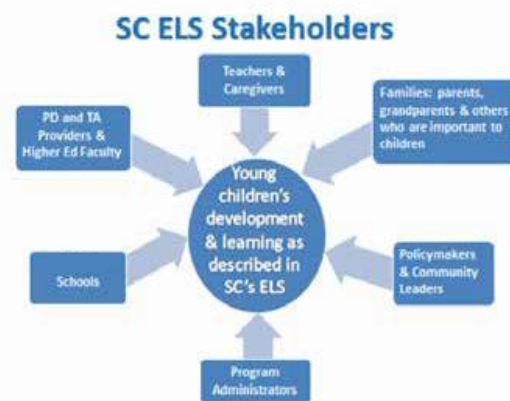 SC ELS Stakeholders
Teachers &
Caregivers
Families: parents,
grandparents & others
who are important to
children
PD and TA
Providers &
Higher Ed Faculty
Young
children's
development
& learning as
described in
SC's ELS
Schools
Policymakers
& Community
Leaders
Program
Administrators